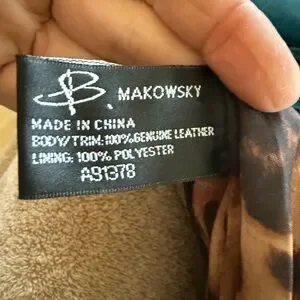 B. MAKOWSKY
MADE IN CHINA
BODY/TRIM:100%GENUINE LEATHER
LINING: 100% POLYESTER
A91378